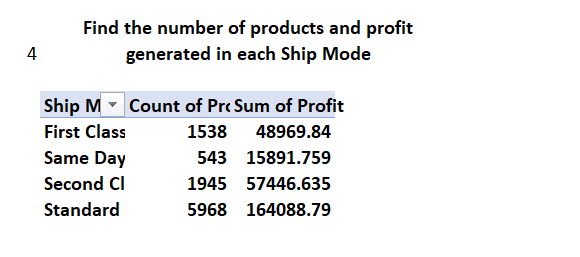 Find the number of products and profit
4 generated in each Ship Mode
Ship M Count of Pr Sum of Profit
First Class 1538 48969.84
Same Day 543 15891.759
Second Cl 1945 57446.635
Standard 5968 164088.79